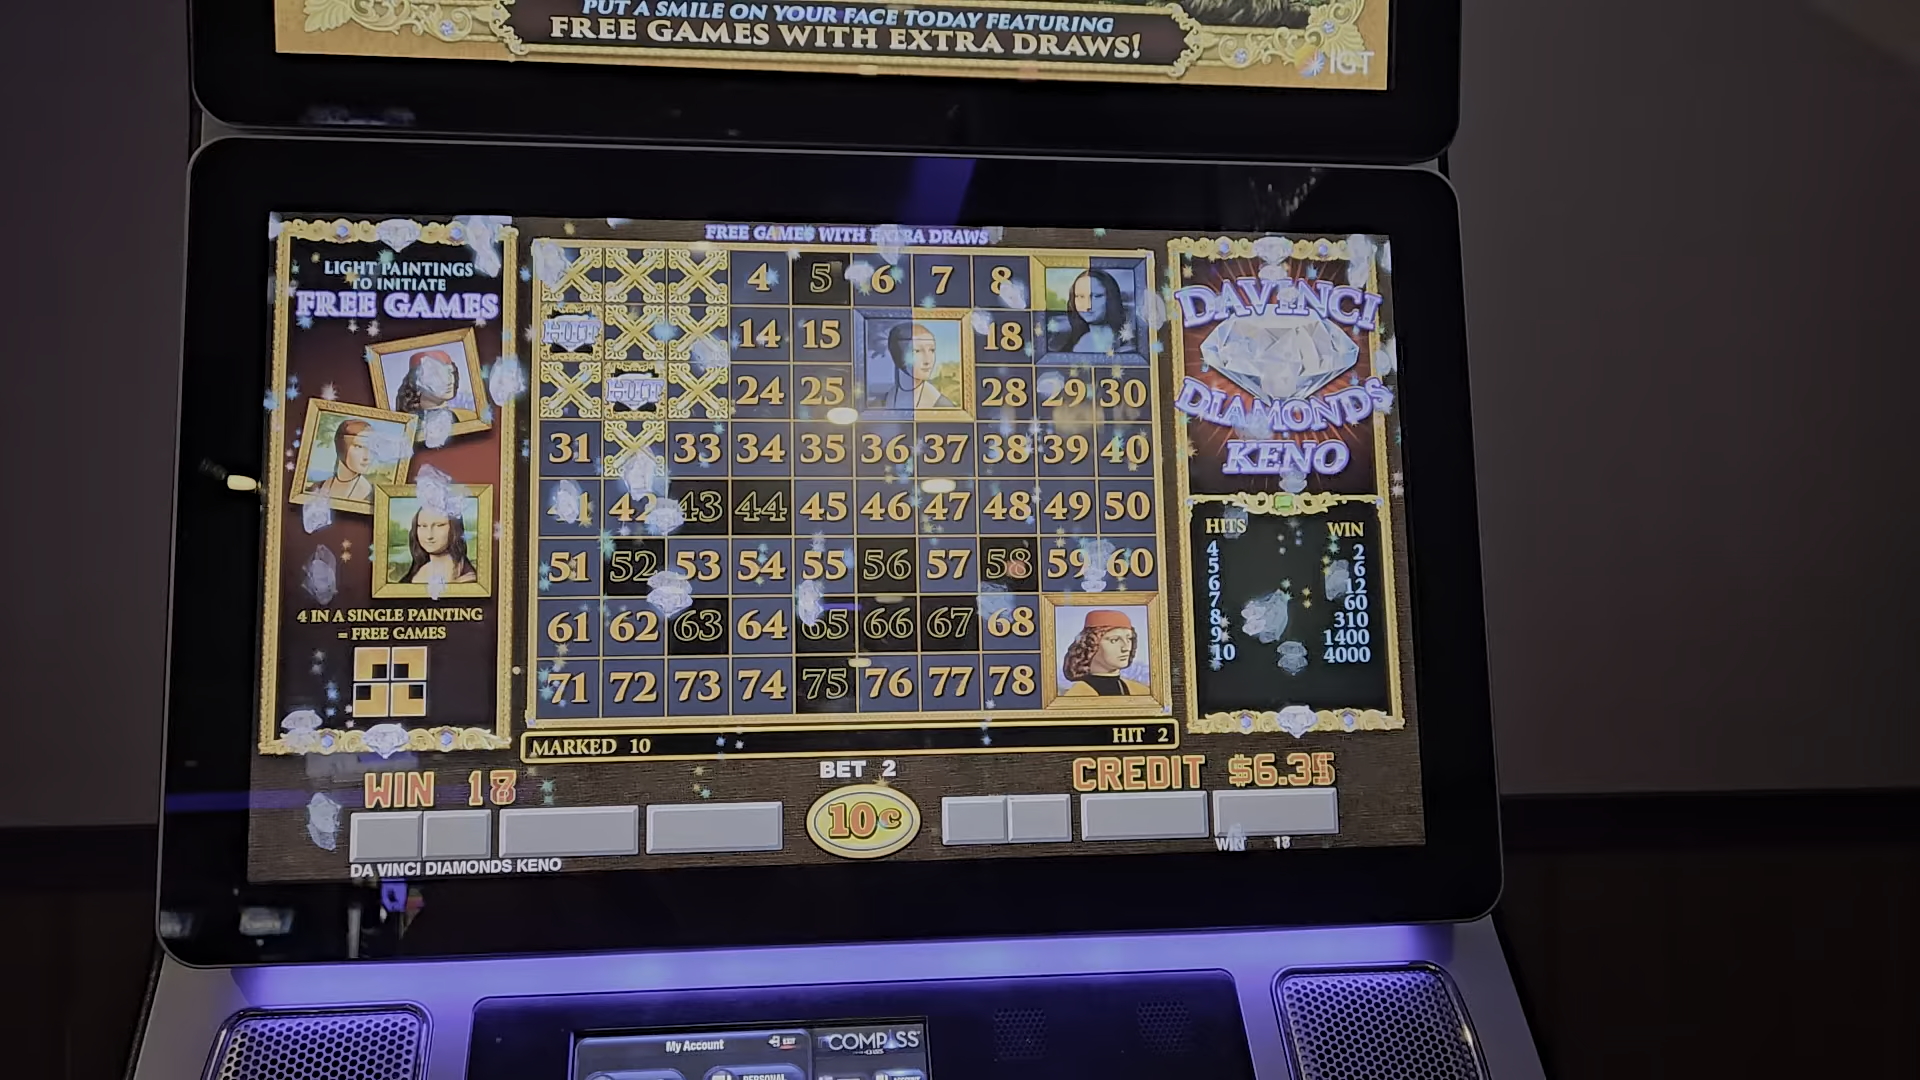 PUT A SMILE ON YOUR FACE TODAY FEATURING
FREE GAMES WITH EXTRA DRAWS!
IGT
FREE GAMES WITH EXTRA DRAWS
LIGHT PAINTINGS
TO INITIATE
FREE GAMES
4 IN A SINGLE PAINTING
= FREE GAMES
4 5 6 7 8
HIT 14 15 18
HIT 24 25 28 29 30
31 33 34 35 36 37 38 39 40
41 42 43 44 45 46 47 48 49 50
51 52 53 54 55 56 57 58 59 60
61 62 63 64 65 66 67 68
71 72 73 74 75 76 77 78
MARKED 10 HIT 2
DAVINCI
DIAMONDS
KENO
HITS WIN
4 2
5 6
6 12
7 60
8 310
9 1400
10 4000
WIN 18
BET 2
CREDIT $6.35
10¢
WIN 18
DA VINCI DIAMONDS KENO
My Account
EXIT
COMPASS
PERSONAL